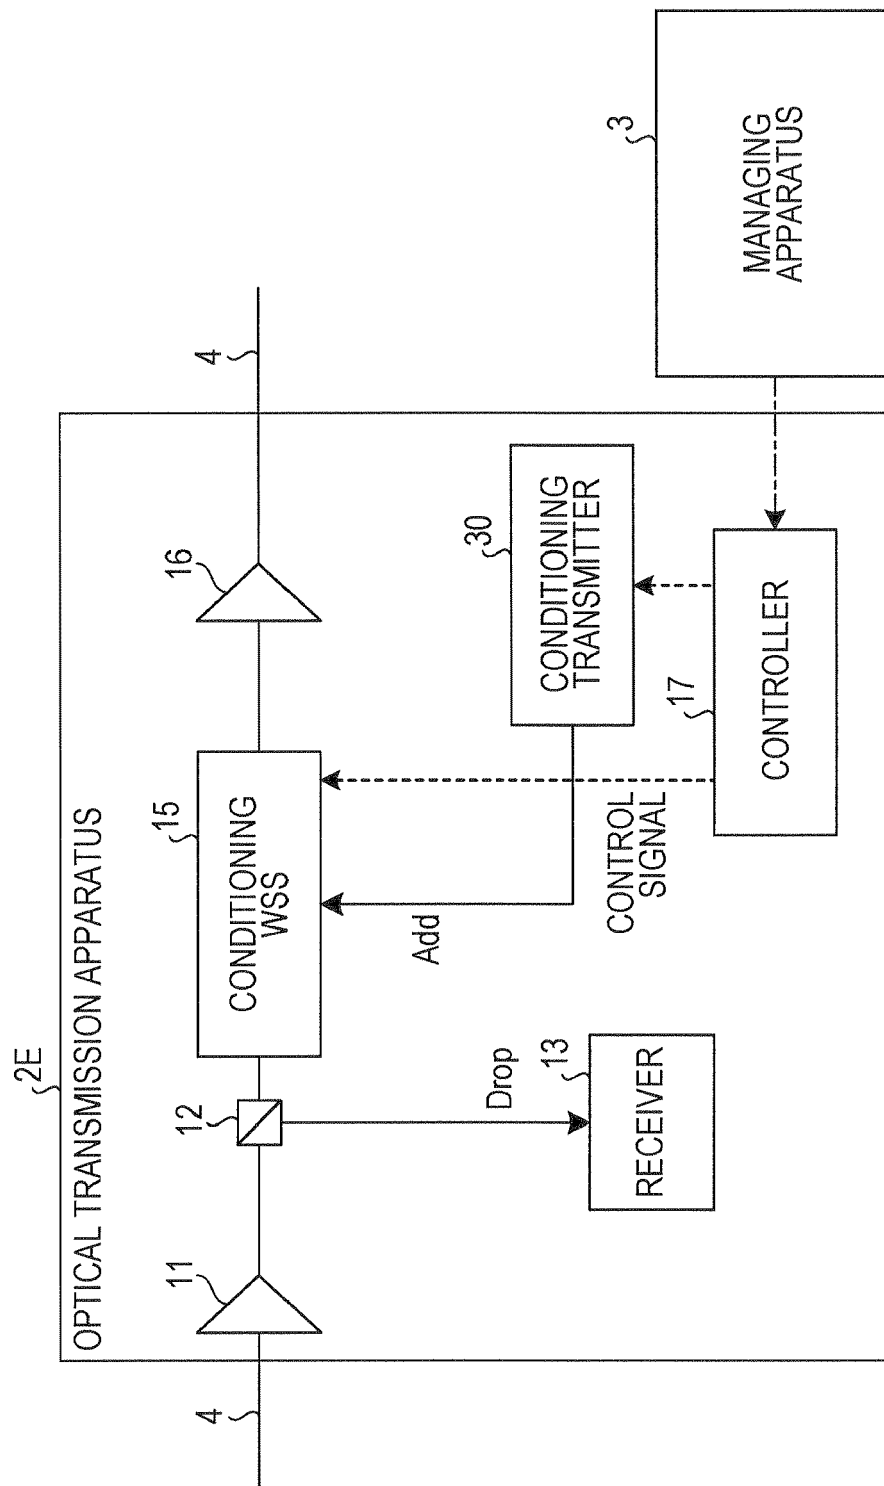 2E
OPTICAL TRANSMISSION APPARATUS
4
11
12
15
CONDITIONING
WSS
16
4
Drop
13
RECEIVER
Add
CONTROL
SIGNAL
30
CONDITIONING
TRANSMITTER
17
CONTROLLER
3
MANAGING
APPARATUS